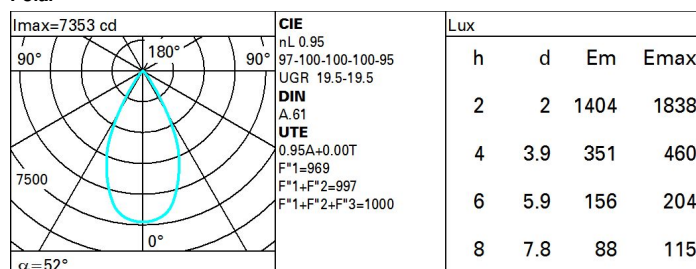 Imax=7353 cd
90° 180° 90°
7500
0°
α=52°
CIE
nL 0.95
97-100-100-100-95
UGR 19.5-19.5
DIN
A.61
UTE
0.95A+0.00T
F"1=969
F"1+F"2=997
F"1+F"2+F"3=1000
Lux
h d Em Emax
2 2 1404 1838
4 3.9 351 460
6 5.9 156 204
8 7.8 88 115